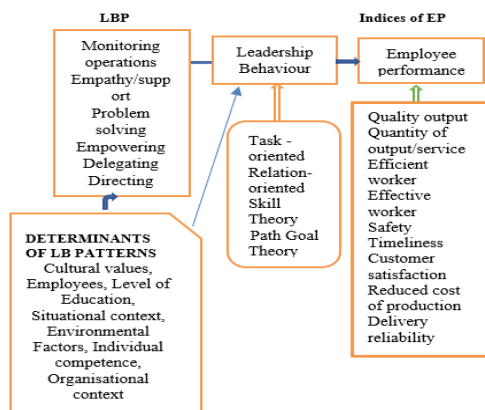 LBP
Indices of EP
Monitoring
operations
Empathy/supp
ort
Problem
solving
Empowering
Delegating
Directing
Leadership
Behaviour
Employee
performance
Task -
oriented
Relation-
oriented
Skill
Theory
Path Goal
Theory
Quality output
Quantity of
output/service
Efficient
worker
Effective
worker
Safety
Timeliness
Customer
satisfaction
Reduced cost
of production
Delivery
reliability
DETERMINANTS
OF LB PATTERNS
Cultural values,
Employees, Level of
Education,
Situational context,
Environmental
Factors, Individual
competence,
Organisational
context